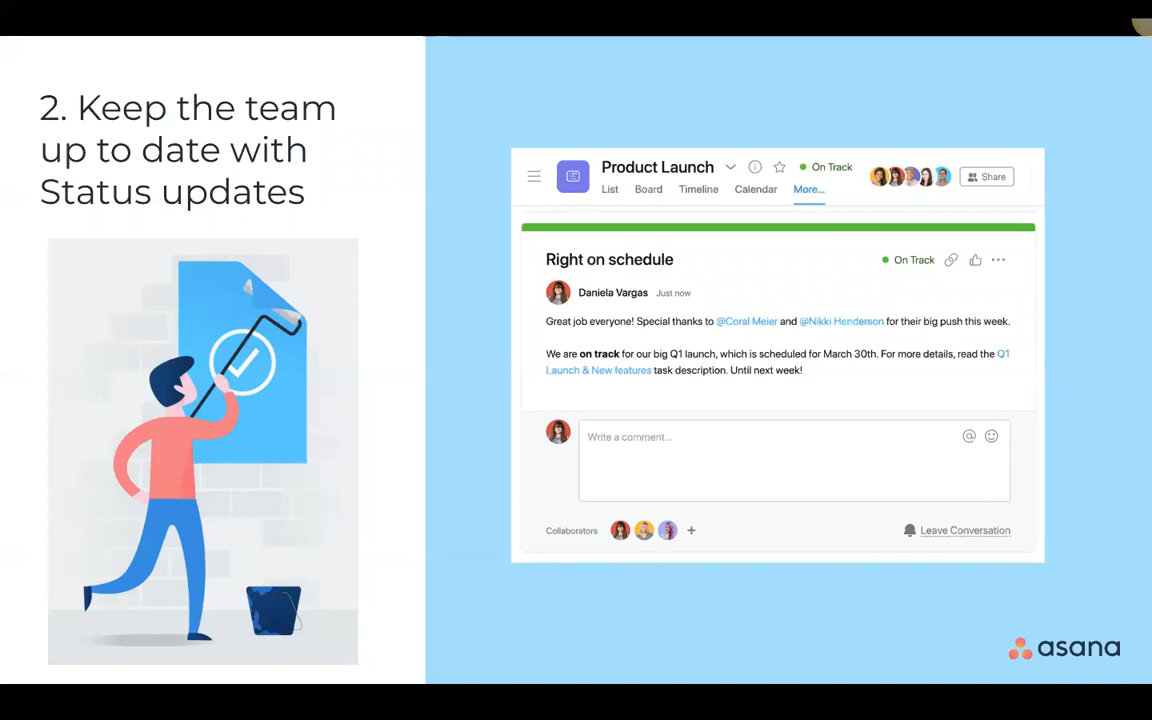 2. Keep the team
up to date with
Status updates
Product Launch
On Track
Share
List Board Timeline Calendar More...
Right on schedule
On Track
Daniela Vargas Just now
Great job everyone! Special thanks to @Coral Meier and @Nikki Henderson for their big push this week.
We are on track for our big Q1 launch, which is scheduled for March 30th. For more details, read the Q1
Launch & New features task description. Until next week!
Write a comment...
Collaborators
Leave Conversation
asana